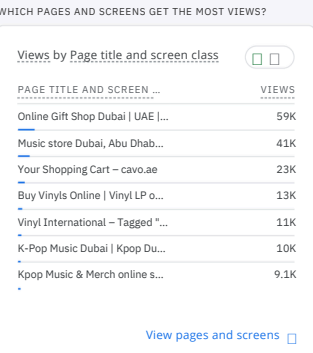 WHICH PAGES AND SCREENS GET THE MOST VIEWS?
Views by Page title and screen class
PAGE TITLE AND SCREEN ... VIEWS
Online Gift Shop Dubai | UAE |... 59K
Music store Dubai, Abu Dhab... 41K
Your Shopping Cart – cavo.ae 23K
Buy Vinyls Online | Vinyl LP o... 13K
Vinyl International – Tagged "... 11K
K-Pop Music Dubai | Kpop Du... 10K
Kpop Music & Merch online s... 9.1K
View pages and screens